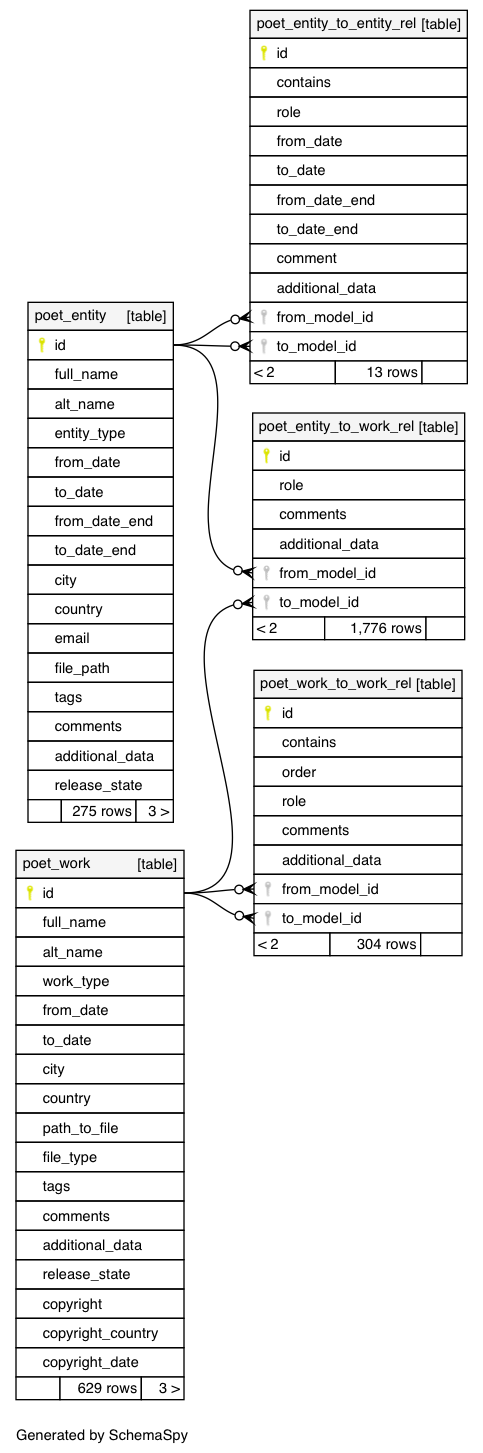 poet_entity_to_entity_rel [table]
id
contains
role
from_date
to_date
from_date_end
to_date_end
comment
additional_data
from_model_id
to_model_id
< 2 13 rows
poet_entity [table]
id
full_name
alt_name
entity_type
from_date
to_date
from_date_end
to_date_end
city
country
email
file_path
tags
comments
additional_data
release_state
275 rows 3 >
poet_entity_to_work_rel [table]
id
role
comments
additional_data
from_model_id
to_model_id
< 2 1,776 rows
poet_work_to_work_rel [table]
id
contains
order
role
comments
additional_data
from_model_id
to_model_id
< 2 304 rows
poet_work [table]
id
full_name
alt_name
work_type
from_date
to_date
city
country
path_to_file
file_type
tags
comments
additional_data
release_state
copyright
copyright_country
copyright_date
629 rows 3 >
Generated by SchemaSpy